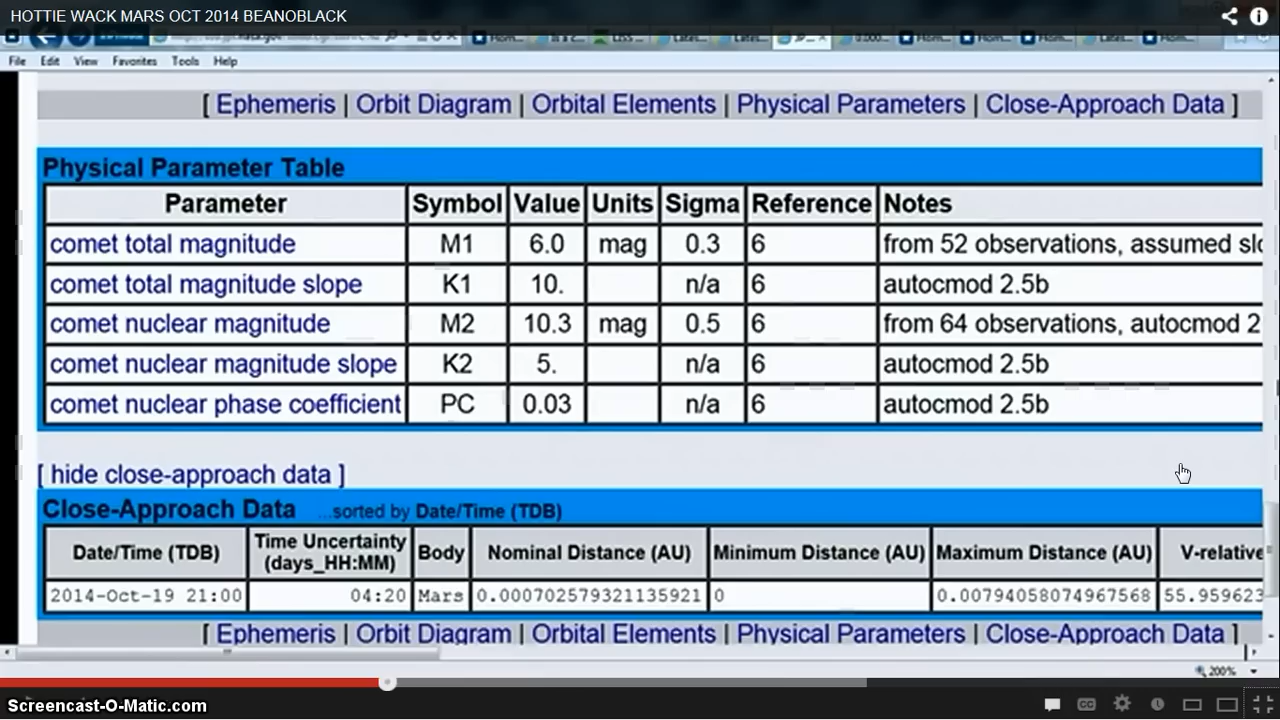 HOTTIE WACK MARS OCT 2014 BEANOBLACK
File Edit View Favorites Tools Help
[ Ephemeris | Orbit Diagram | Orbital Elements | Physical Parameters | Close-Approach Data ]
Physical Parameter Table
Parameter Symbol Value Units Sigma Reference Notes
comet total magnitude M1 6.0 mag 0.3 6 from 52 observations, assumed slo
comet total magnitude slope K1 10. n/a 6 autocmod 2.5b
comet nuclear magnitude M2 10.3 mag 0.5 6 from 64 observations, autocmod 2
comet nuclear magnitude slope K2 5. n/a 6 autocmod 2.5b
comet nuclear phase coefficient PC 0.03 n/a 6 autocmod 2.5b
[ hide close-approach data ]
Close-Approach Data ...sorted by Date/Time (TDB)
Date/Time (TDB) Time Uncertainty (days_HH:MM) Body Nominal Distance (AU) Minimum Distance (AU) Maximum Distance (AU) V-relative
2014-Oct-19 21:00 04:20 Mars 0.000702579321135921 0 0.00794058074967568 55.959623
[ Ephemeris | Orbit Diagram | Orbital Elements | Physical Parameters | Close-Approach Data ]
200%
Screencast-O-Matic.com